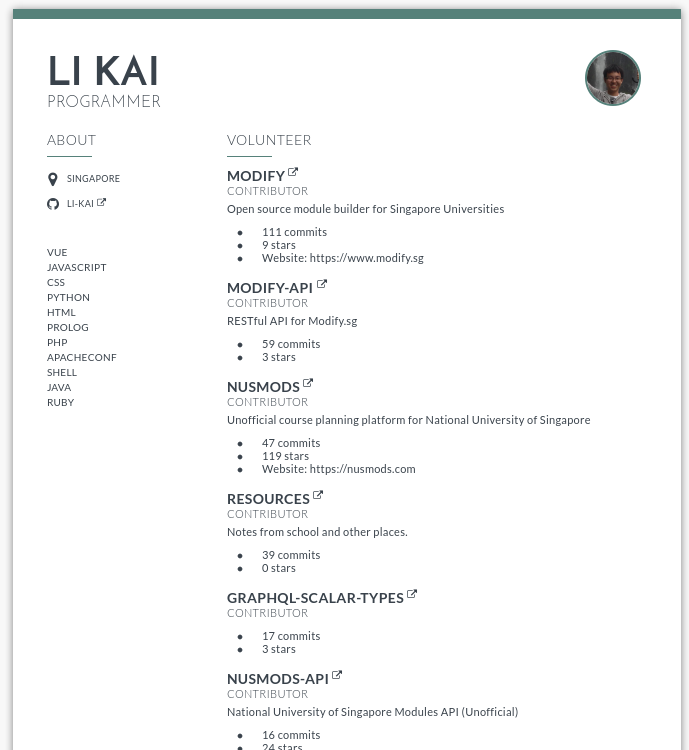 LI KAI
PROGRAMMER
ABOUT
SINGAPORE
LI-KAI
VUE
JAVASCRIPT
CSS
PYTHON
HTML
PROLOG
PHP
APACHECONF
SHELL
JAVA
RUBY
VOLUNTEER
MODIFY
CONTRIBUTOR
Open source module builder for Singapore Universities
• 111 commits
• 9 stars
• Website: https://www.modify.sg
MODIFY-API
CONTRIBUTOR
RESTful API for Modify.sg
• 59 commits
• 3 stars
NUSMODS
CONTRIBUTOR
Unofficial course planning platform for National University of Singapore
• 47 commits
• 119 stars
• Website: https://nusmods.com
RESOURCES
CONTRIBUTOR
Notes from school and other places.
• 39 commits
• 0 stars
GRAPHQL-SCALAR-TYPES
CONTRIBUTOR
• 17 commits
• 3 stars
NUSMODS-API
CONTRIBUTOR
National University of Singapore Modules API (Unofficial)
• 16 commits
• 24 stars